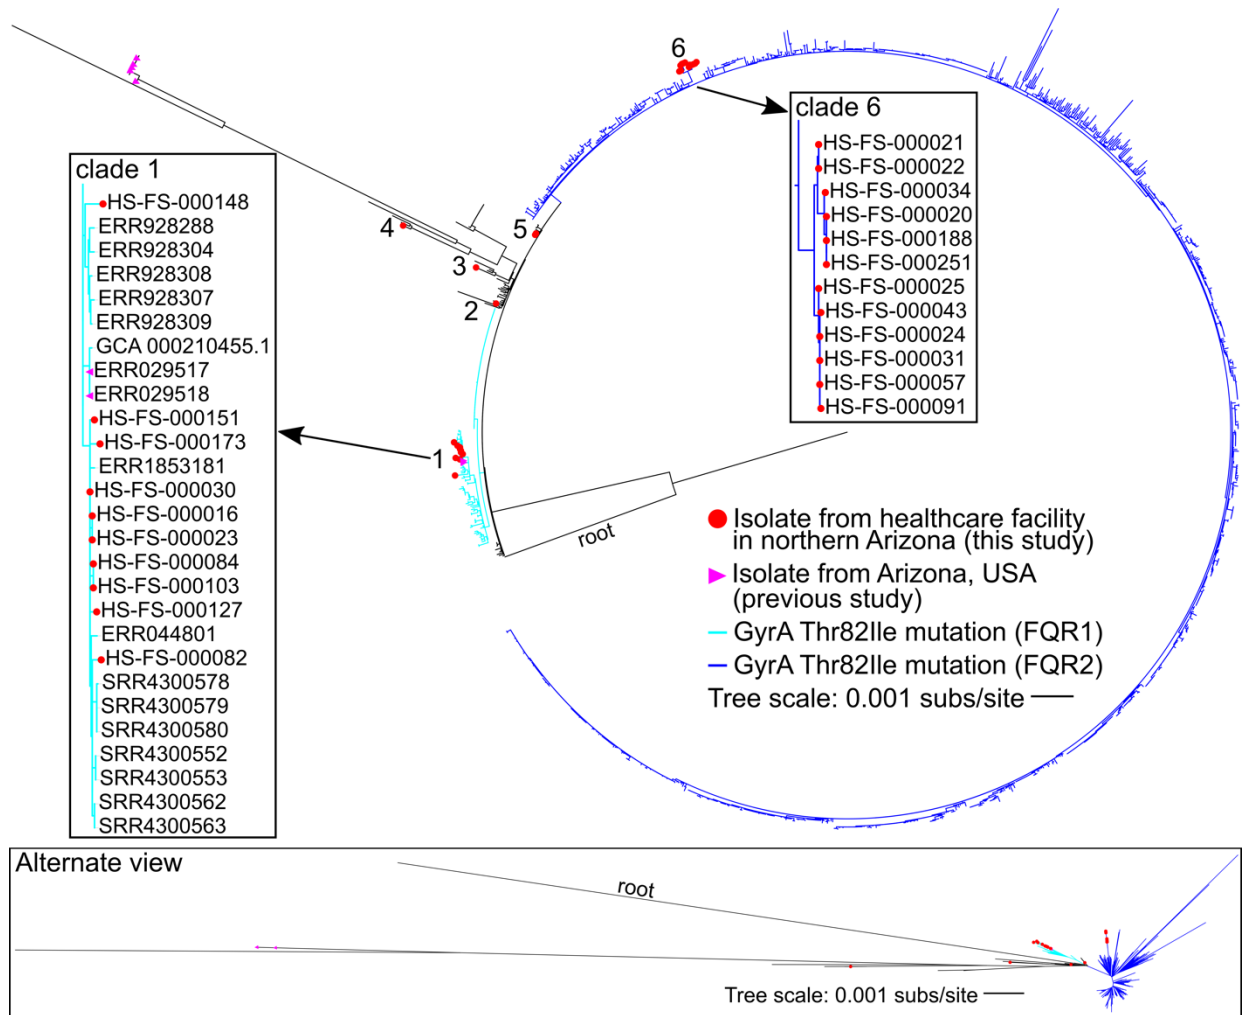 6
clade 6
HS-FS-000021
HS-FS-000022
HS-FS-000034
HS-FS-000020
HS-FS-000188
HS-FS-000251
HS-FS-000025
HS-FS-000043
HS-FS-000024
HS-FS-000031
HS-FS-000057
HS-FS-000091
clade 1
HS-FS-000148
ERR928288
ERR928304
ERR928308
ERR928307
ERR928309
GCA 000210455.1
ERR029517
ERR029518
HS-FS-000151
HS-FS-000173
ERR1853181
HS-FS-000030
HS-FS-000016
HS-FS-000023
HS-FS-000084
HS-FS-000103
HS-FS-000127
ERR044801
HS-FS-000082
SRR4300578
SRR4300579
SRR4300580
SRR4300552
SRR4300553
SRR4300562
SRR4300563
4
5
3
2
1
root
Isolate from healthcare facility
in northern Arizona (this study)
Isolate from Arizona, USA
(previous study)
GyrA Thr82Ile mutation (FQR1)
GyrA Thr82Ile mutation (FQR2)
Tree scale: 0.001 subs/site
Alternate view
root
Tree scale: 0.001 subs/site